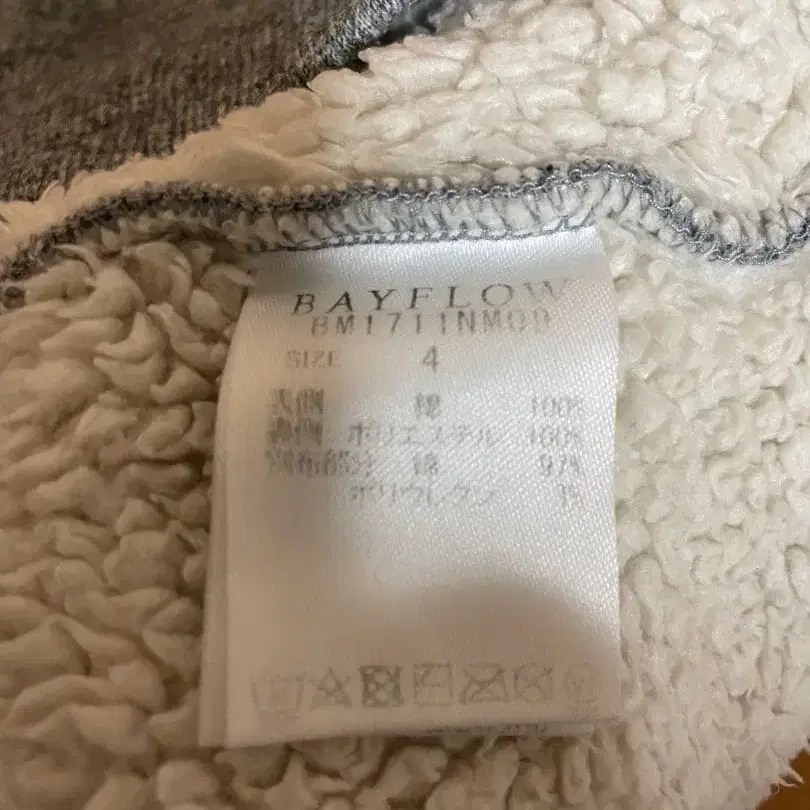 BAYFLOW
BM1711NM09
SIZE 4
表側 綿 100%
裏側 ポリエステル 100%
別布部分 綿 97%
ポリウレタン 3%